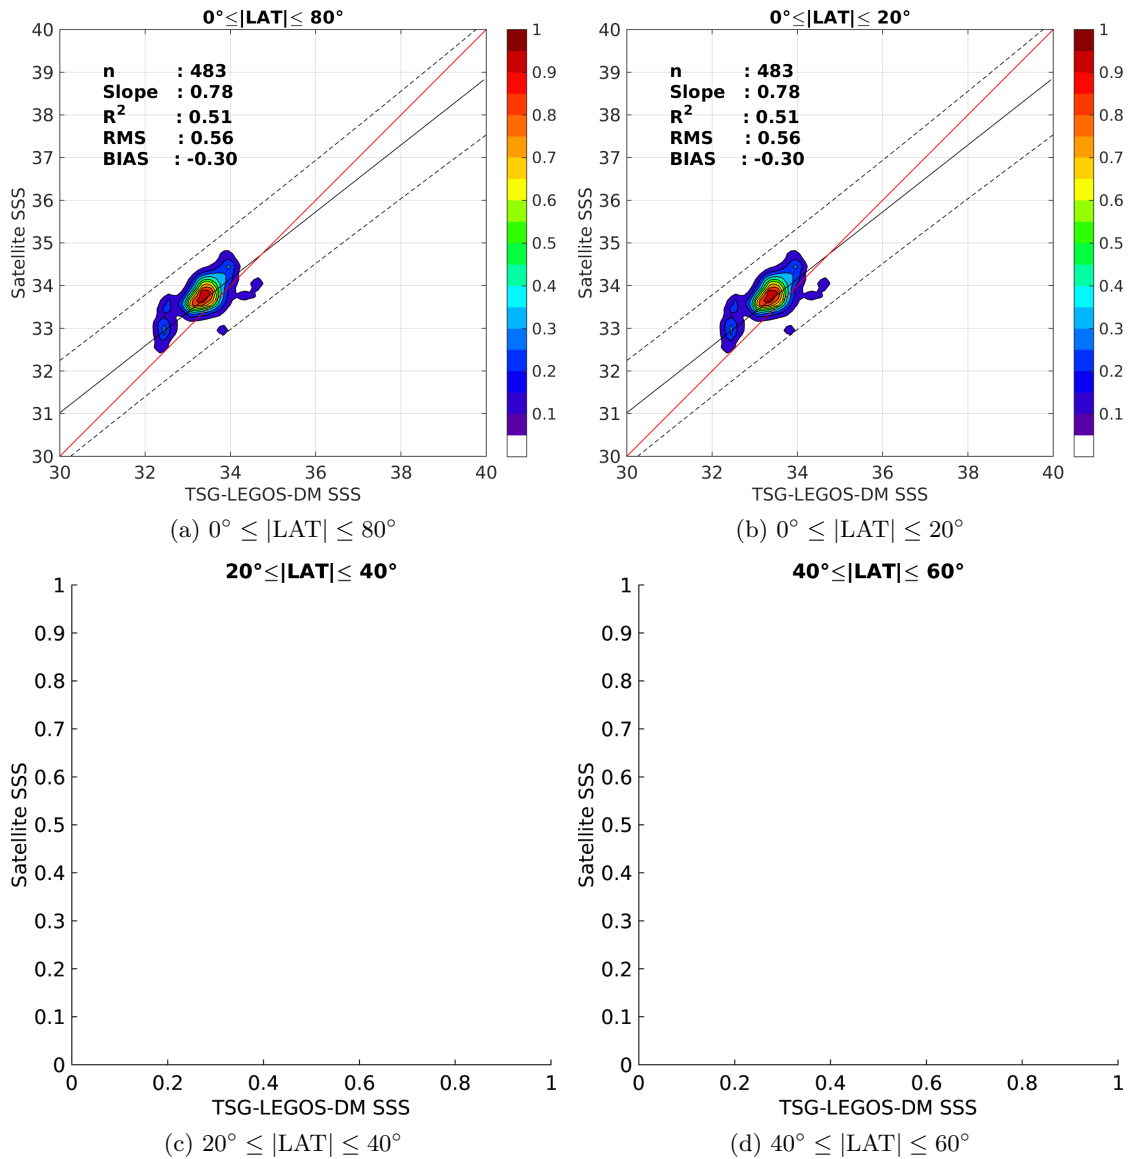 0°≤|LAT|≤ 80°
n : 483
Slope : 0.78
R² : 0.51
RMS : 0.56
BIAS : -0.30
Satellite SSS
40
39
38
37
36
35
34
33
32
31
30
30 32 34 36 38 40
TSG-LEGOS-DM SSS
1
0.9
0.8
0.7
0.6
0.5
0.4
0.3
0.2
0.1
(a) 0° ≤ |LAT| ≤ 80°
0°≤|LAT|≤ 20°
n : 483
Slope : 0.78
R² : 0.51
RMS : 0.56
BIAS : -0.30
Satellite SSS
40
39
38
37
36
35
34
33
32
31
30
30 32 34 36 38 40
TSG-LEGOS-DM SSS
1
0.9
0.8
0.7
0.6
0.5
0.4
0.3
0.2
0.1
(b) 0° ≤ |LAT| ≤ 20°
20°≤|LAT|≤ 40°
Satellite SSS
1
0.9
0.8
0.7
0.6
0.5
0.4
0.3
0.2
0.1
0
0 0.2 0.4 0.6 0.8 1
TSG-LEGOS-DM SSS
(c) 20° ≤ |LAT| ≤ 40°
40°≤|LAT|≤ 60°
Satellite SSS
1
0.9
0.8
0.7
0.6
0.5
0.4
0.3
0.2
0.1
0
0 0.2 0.4 0.6 0.8 1
TSG-LEGOS-DM SSS
(d) 40° ≤ |LAT| ≤ 60°